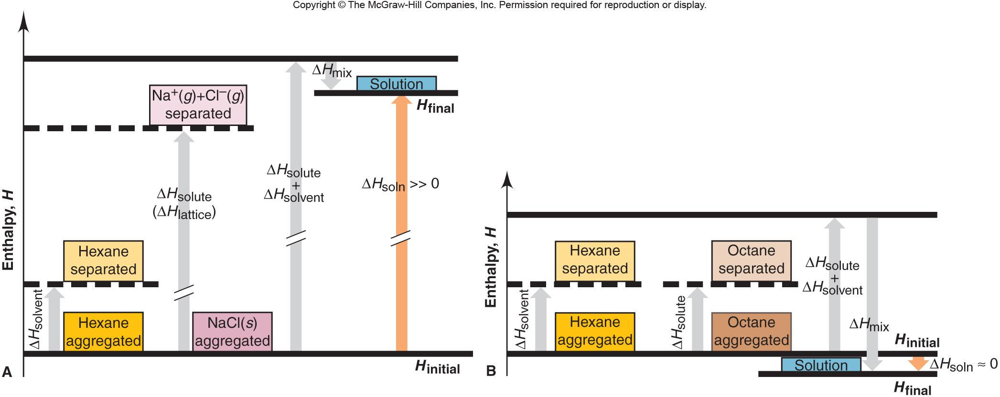 Copyright © The McGraw-Hill Companies, Inc. Permission required for reproduction or display.
Enthalpy, H
ΔHmix
Solution
Hfinal
Na⁺(g)+Cl⁻(g)
separated
ΔHsolute
+
ΔHsolvent
ΔHsoln >> 0
ΔHsolute
(ΔHlattice)
Hexane
separated
ΔHsolvent
Hexane
aggregated
NaCl(s)
aggregated
Hinitial
A
Enthalpy, H
Hexane
separated
Octane
separated
ΔHsolute
+
ΔHsolvent
ΔHsolvent
Hexane
aggregated
ΔHsolute
Octane
aggregated
ΔHmix
Hinitial
Solution
ΔHsoln ≈ 0
Hfinal
B